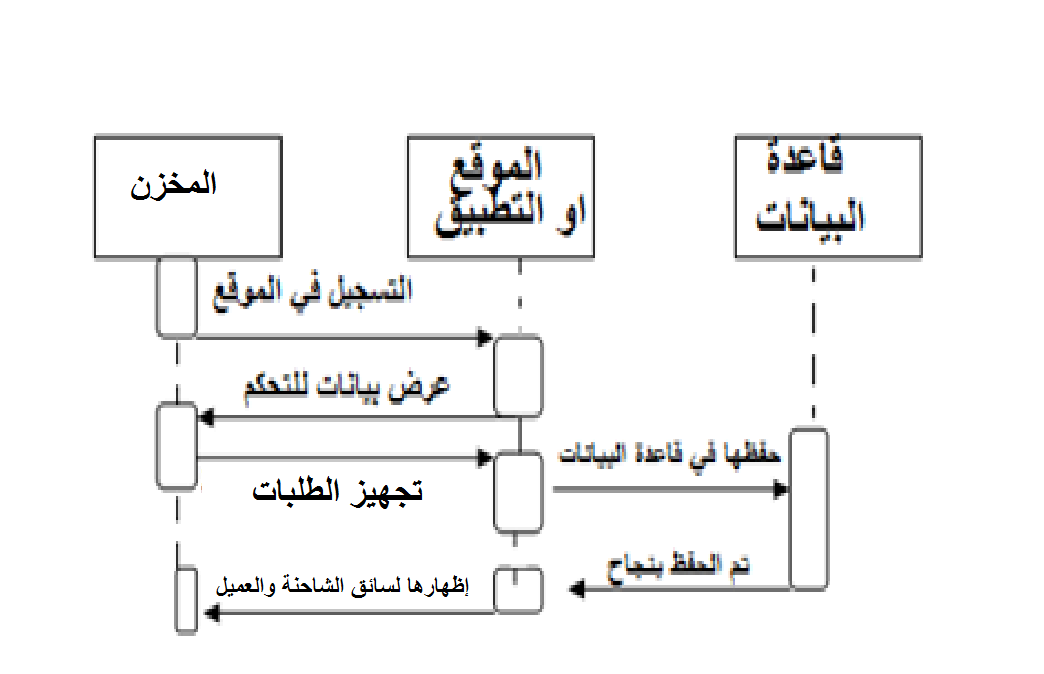 المخزن
الموقع
او التطبيق
قاعدة
البيانات
التسجيل في الموقع
عرض بيانات للتحكم
تجهيز الطلبات
حفظها في قاعدة البيانات
تم الحفظ بنجاح
إظهارها لسائق الشاحنة والعميل